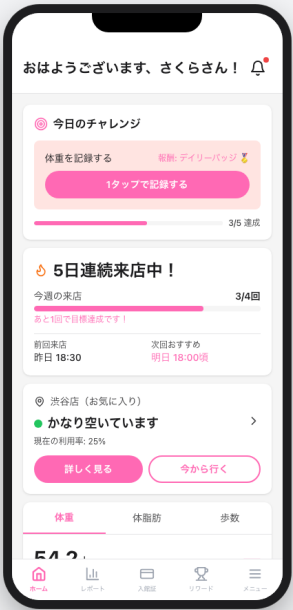 おはようございます、さくらさん！
今日のチャレンジ
体重を記録する 報酬: デイリーバッジ
1タップで記録する
3/5 達成
5日連続来店中！
今週の来店 3/4回
あと1回で目標達成です！
前回来店 次回おすすめ
昨日 18:30 明日 18:00頃
渋谷店（お気に入り）
かなり空いています
現在の利用率: 25%
詳しく見る 今から行く
体重 体脂肪 歩数
54.2
ホーム レポート 入館証 リワード メニュー